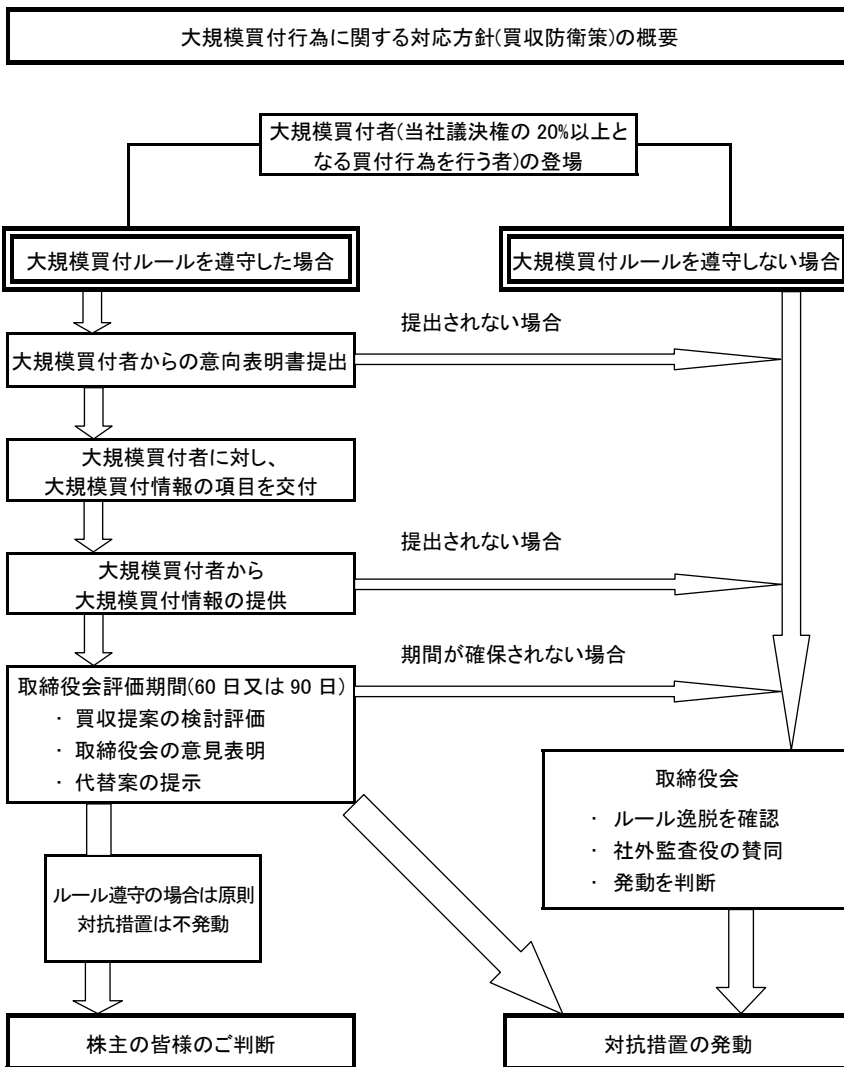 大規模買付行為に関する対応方針(買収防衛策)の概要
大規模買付者(当社議決権の 20%以上と
なる買付行為を行う者)の登場
大規模買付ルールを遵守した場合
大規模買付ルールを遵守しない場合
提出されない場合
大規模買付者からの意向表明書提出
大規模買付者に対し、
大規模買付情報の項目を交付
提出されない場合
大規模買付者から
大規模買付情報の提供
期間が確保されない場合
取締役会評価期間(60 日又は 90 日)
・ 買収提案の検討評価
・ 取締役会の意見表明
・ 代替案の提示
取締役会
・ ルール逸脱を確認
・ 社外監査役の賛同
・ 発動を判断
ルール遵守の場合は原則
対抗措置は不発動
株主の皆様のご判断
対抗措置の発動